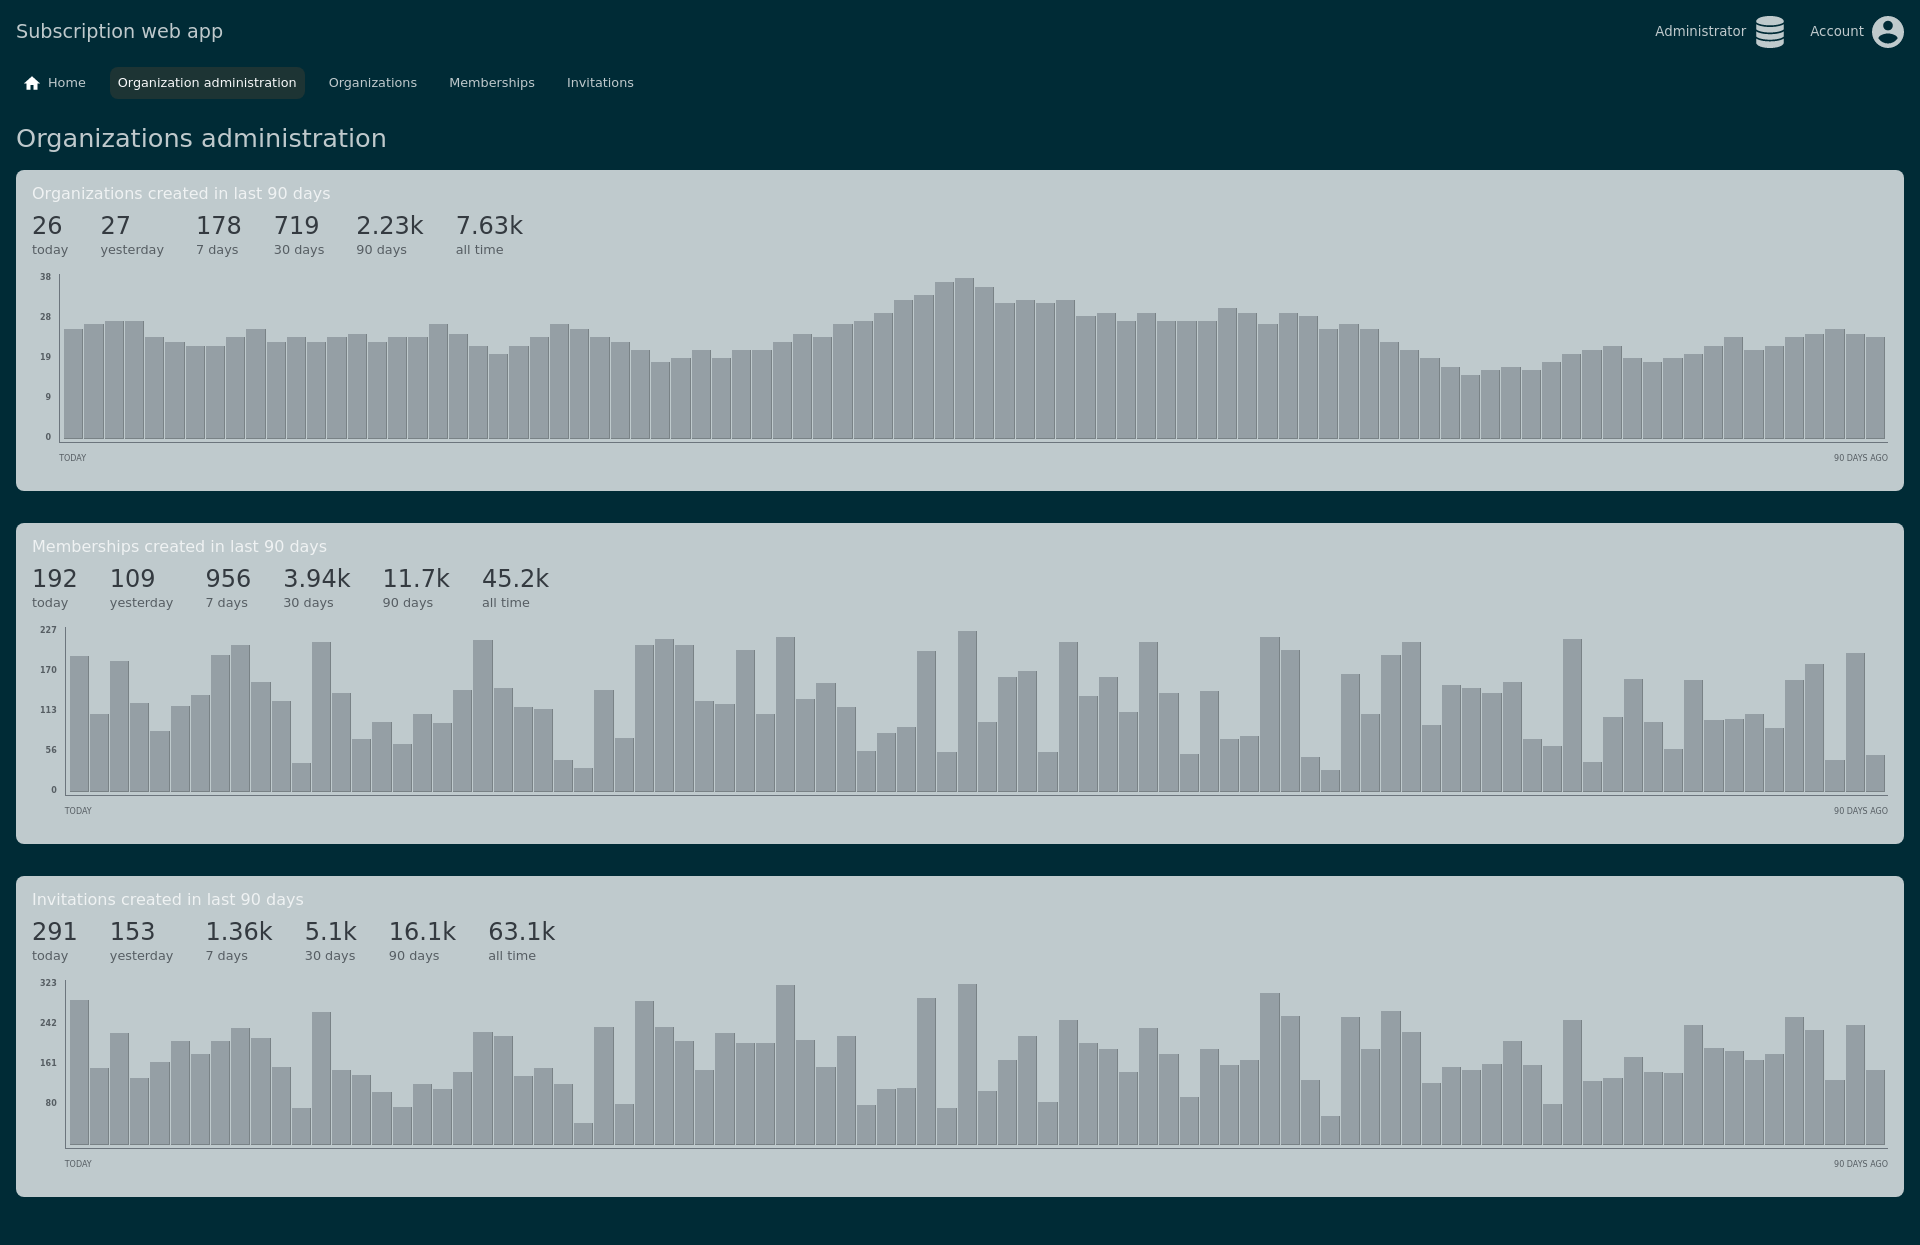 Subscription web app
Administrator
Account
Home
Organization administration
Organizations
Memberships
Invitations
Organizations administration
Organizations created in last 90 days
26 27 178 719 2.23k 7.63k
today yesterday 7 days 30 days 90 days all time
38
28
19
9
0
TODAY 90 DAYS AGO
Memberships created in last 90 days
192 109 956 3.94k 11.7k 45.2k
today yesterday 7 days 30 days 90 days all time
227
170
113
56
0
TODAY 90 DAYS AGO
Invitations created in last 90 days
291 153 1.36k 5.1k 16.1k 63.1k
today yesterday 7 days 30 days 90 days all time
323
242
161
80
TODAY 90 DAYS AGO